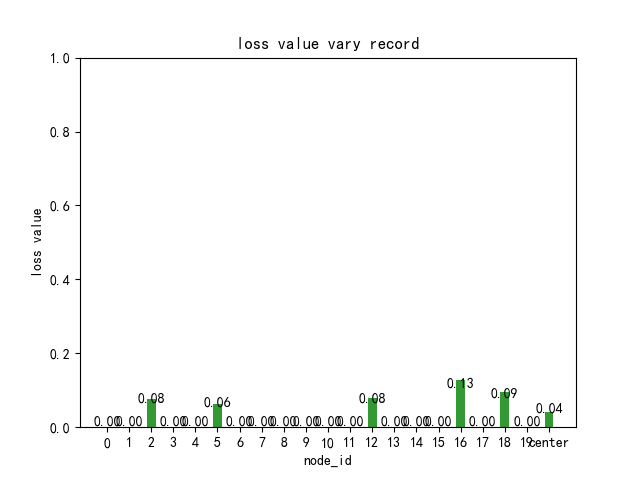 loss value vary record
1.0
0.8
0.6
0.4
0.2
0.0
loss value
0.00 0.00 0.08 0.00 0.00 0.06 0.00 0.00 0.00 0.00 0.00 0.00 0.08 0.00 0.00 0.00 0.13 0.00 0.09 0.00 0.04
0 1 2 3 4 5 6 7 8 9 10 11 12 13 14 15 16 17 18 19 center
node_id